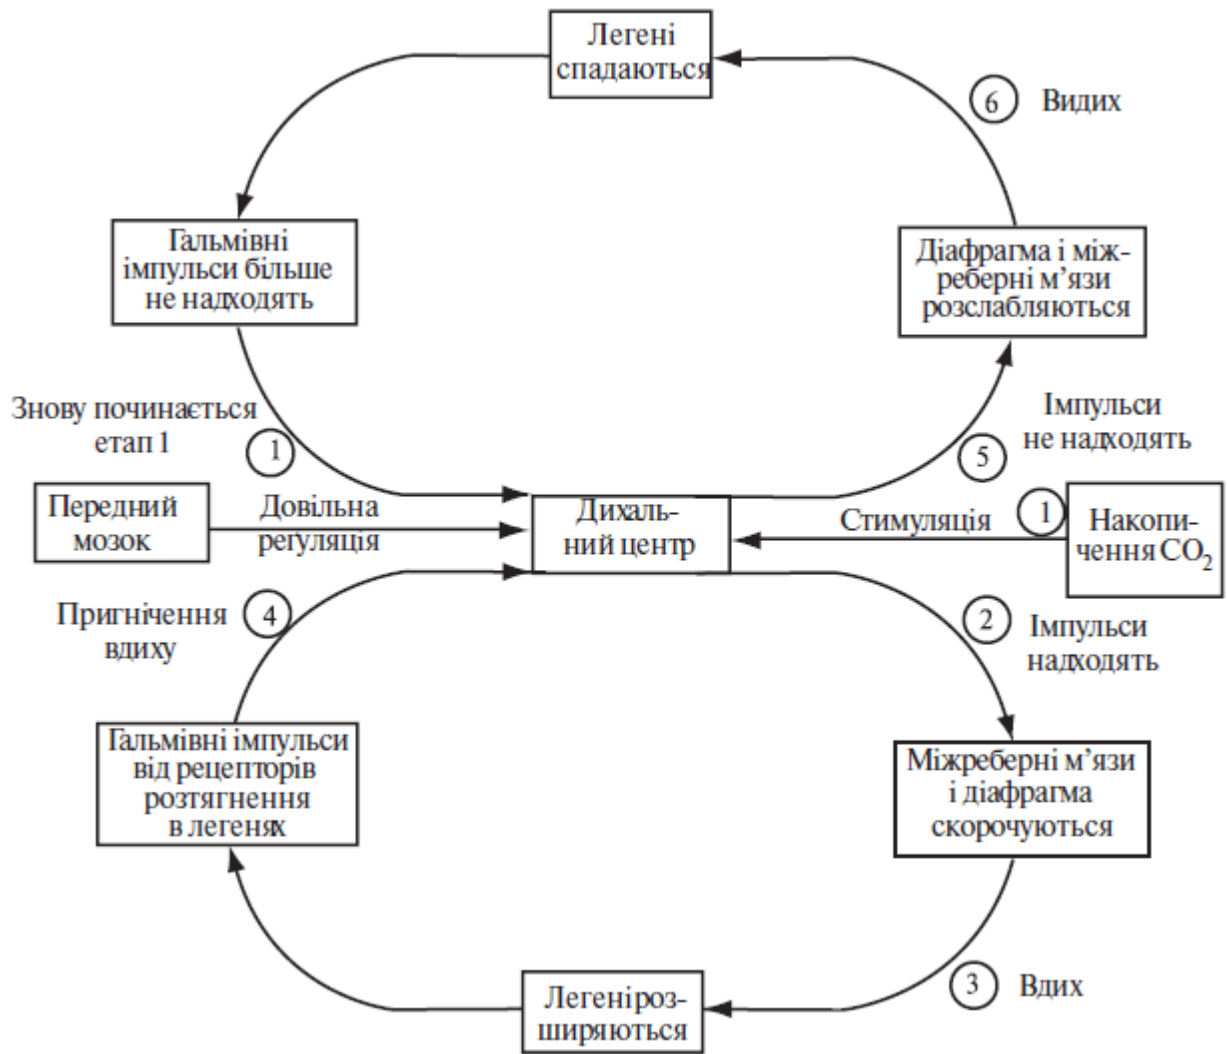 Легені
спадаються
6 Видих
Гальмівні
імпульси більше
не надходять
Діафрагма і між-
реберні м’язи
розслабляються
Знову починається
етап 1
1
Імпульси
не надходять
5
Передний
мозок
Довільна
регуляція
Дихаль-
ний центр
Стимуляція
1
Накопи-
чення CO₂
Пригнічення
вдиху
4
2
Імпульси
надходять
Гальмівні імпульси
від рецепторів
розтягнення
в легенях
Міжреберні м’язи
і діафрагма
скорочуються
3 Вдих
Легені роз-
ширяються